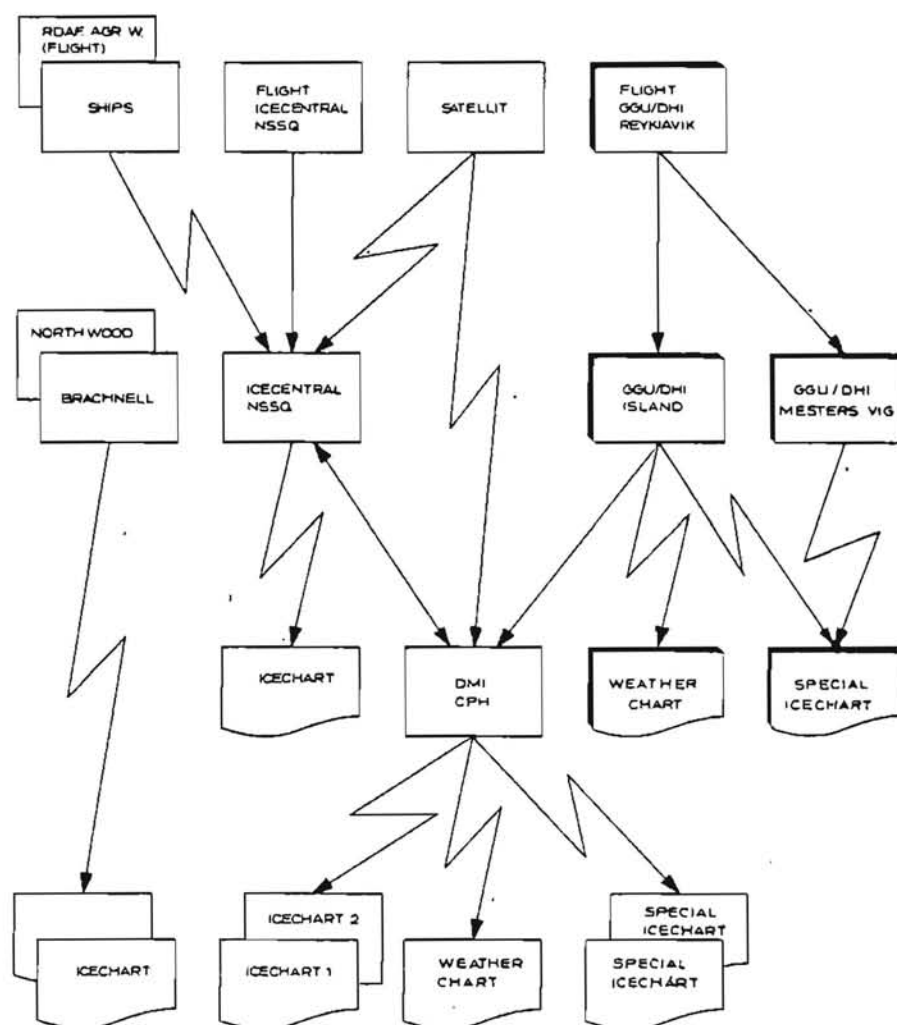 RDAF. AGR W.
(FLIGHT)
SHIPS
FLIGHT
ICECENTRAL
NSSQ
SATELLIT
FLIGHT
GGU/DHI
REYKJAVIK
NORTH WOOD
BRACHNELL
ICECENTRAL
NSSQ
GGU/DHI
ISLAND
GGU/DHI
MESTERS VIG
ICECHART
DMI
CPH
WEATHER
CHART
SPECIAL
ICECHART
ICECHART
ICECHART 2
ICECHART 1
WEATHER
CHART
SPECIAL
ICECHART
SPECIAL
ICECHART